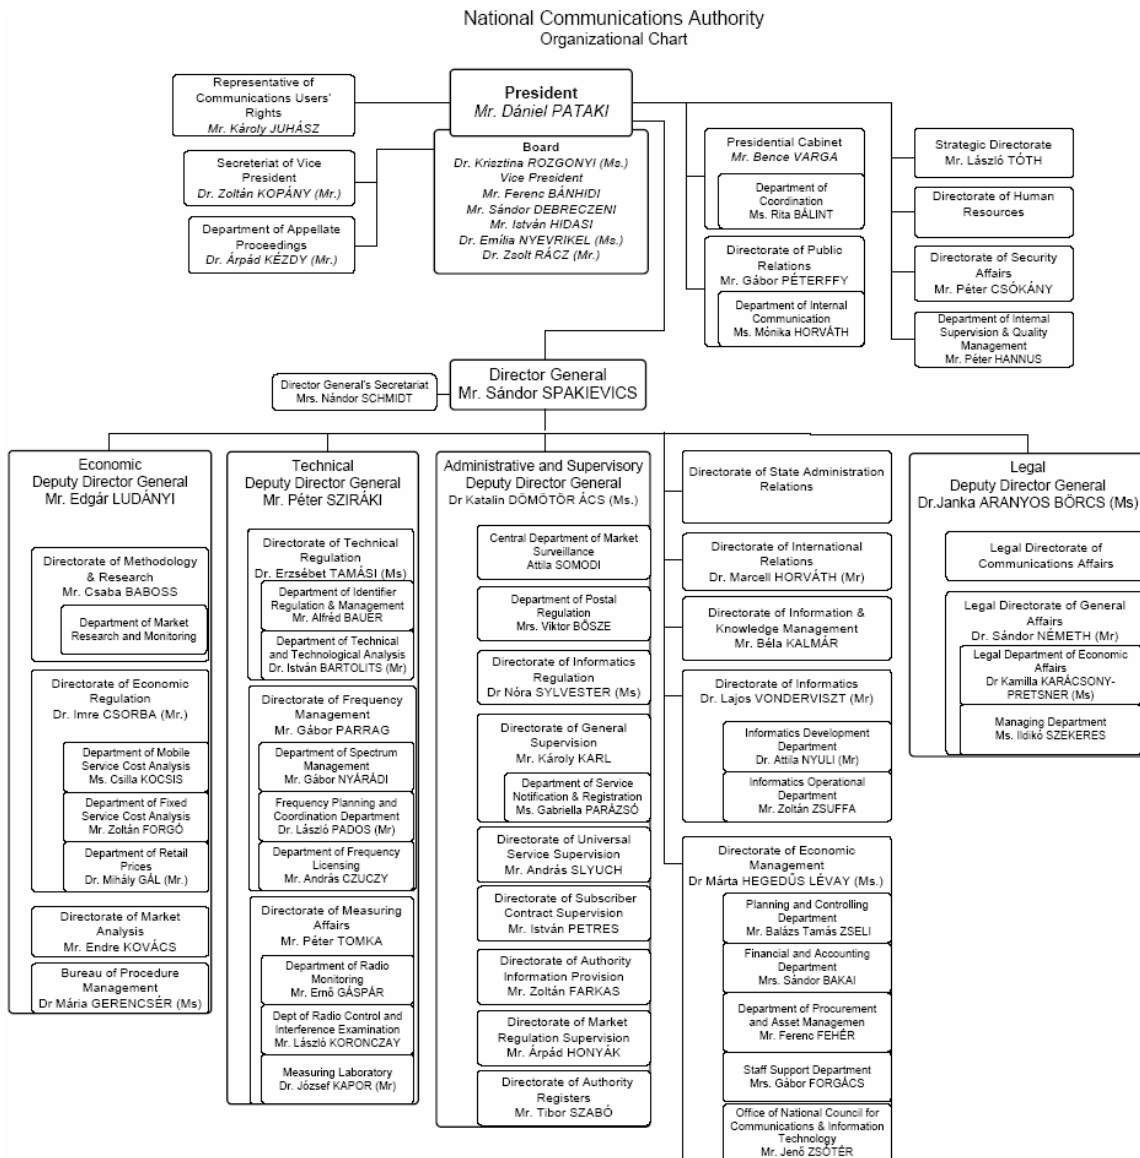 National Communications Authority
Organizational Chart
Representative of
Communications Users'
Rights
Mr. Károly JUHÁSZ
President
Mr. Dániel PATAKI
Secreteriat of Vice
President
Dr. Zoltán KOPÁNY (Mr.)
Department of Appellate
Proceedings
Dr. Árpád KÉZDY (Mr.)
Board
Dr. Krisztina ROZGONYI (Ms.)
Vice President
Mr. Ferenc BÁNHIDI
Mr. Sándor DEBRECZENI
Mr. István HIDASI
Dr. Emília NYEVRIKEL (Ms.)
Dr. Zsolt RÁCZ (Mr.)
Presidential Cabinet
Mr. Bence VARGA
Department of
Coordination
Ms. Rita BÁLINT
Directorate of Public
Relations
Mr. Gábor PÉTERFFY
Department of Internal
Communication
Ms. Mónika HORVÁTH
Strategic Directorate
Mr. László TÓTH
Directorate of Human
Resources
Directorate of Security
Affairs
Mr. Péter CSÓKÁNY
Department of Internal
Supervision & Quality
Management
Mr. Péter HANNUS
Director General's Secretariat
Mrs. Nándor SCHMIDT
Director General
Mr. Sándor SPAKIEVICS
Economic
Deputy Director General
Mr. Edgár LUDÁNYI
Directorate of Methodology
& Research
Mr. Csaba BABOSS
Department of Market
Research and Monitoring
Directorate of Economic
Regulation
Dr. Imre CSORBA (Mr.)
Department of Mobile
Service Cost Analysis
Ms. Csilla KOCSIS
Department of Fixed
Service Cost Analysis
Mr. Zoltán FORGÓ
Department of Retail
Prices
Dr. Mihály GÁL (Mr.)
Directorate of Market
Analysis
Mr. Endre KOVÁCS
Bureau of Procedure
Management
Dr Mária GERENCSÉR (Ms)
Technical
Deputy Director General
Mr. Péter SZIRÁKI
Directorate of Technical
Regulation
Dr. Erzsébet TAMÁSI (Ms)
Department of Identifier
Regulation & Management
Mr. Alfréd BAUER
Department of Technical
and Technological Analysis
Dr. István BARTOLITS (Mr)
Directorate of Frequency
Management
Mr. Gábor PARRAG
Department of Spectrum
Management
Mr. Gábor NYÁRÁDI
Frequency Planning and
Coordination Department
Dr. László PADOS (Mr)
Department of Frequency
Licensing
Mr. András CZUCZY
Directorate of Measuring
Affairs
Mr. Péter TOMKA
Department of Radio
Monitoring
Mr. Ernő GÁSPÁR
Dept of Radio Control and
Interference Examination
Mr. László KORONCZAY
Measuring Laboratory
Dr. József KAPOR (Mr)
Administrative and Supervisory
Deputy Director General
Dr Katalin DÖMÖTÖR ÁCS (Ms.)
Central Department of Market
Surveillance
Attila SOMODI
Department of Postal
Regulation
Mrs. Viktor BŐSZE
Directorate of Informatics
Regulation
Dr Nóra SYLVESTER (Ms)
Directorate of General
Supervision
Mr. Károly KARL
Department of Service
Notification & Registration
Ms. Gabriella PARÁZSÓ
Directorate of Universal
Service Supervision
Mr. András SLYUCH
Directorate of Subscriber
Contract Supervision
Mr. István PETRES
Directorate of Authority
Information Provision
Mr. Zoltán FARKAS
Directorate of Market
Regulation Supervision
Mr. Árpád HONYÁK
Directorate of Authority
Registers
Mr. Tibor SZABÓ
Directorate of State Administration
Relations
Directorate of International
Relations
Dr. Marcell HORVÁTH (Mr)
Directorate of Information &
Knowledge Management
Mr. Béla KALMÁR
Directorate of Informatics
Dr. Lajos VONDERVISZT (Mr)
Informatics Development
Department
Dr. Attila NYULI (Mr)
Informatics Operational
Department
Mr. Zoltán ZSUFFA
Directorate of Economic
Management
Dr Márta HEGEDŰS LÉVAY (Ms.)
Planning and Controlling
Department
Mr. Balázs Tamás ZSELI
Financial and Accounting
Department
Mrs. Sándor BAKAI
Department of Procurement
and Asset Managemen
Mr. Ferenc FEHÉR
Staff Support Department
Mrs. Gábor FORGÁCS
Office of National Council for
Communications & Information
Technology
Mr. Jenő ZSÓTÉR
Legal
Deputy Director General
Dr.Janka ARANYOS BÖRCS (Ms)
Legal Directorate of
Communications Affairs
Legal Directorate of General
Affairs
Dr. Sándor NÉMETH (Mr)
Legal Department of Economic
Affairs
Dr Kamilla KARÁCSONY-
PRETSNER (Ms)
Managing Department
Ms. Ildikó SZEKERES